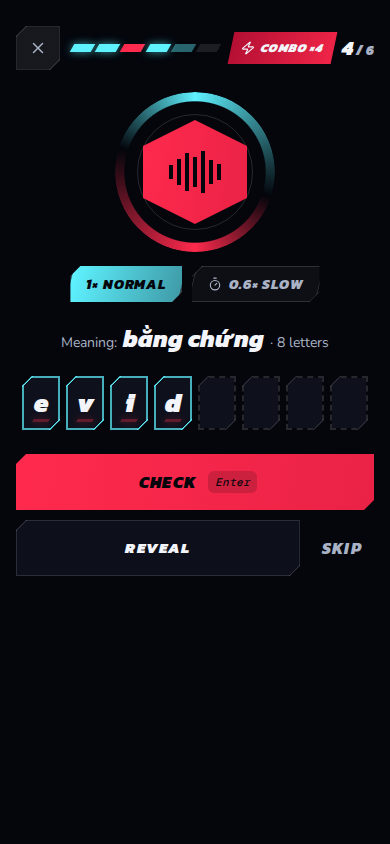 COMBO ×4 4 / 6
1× NORMAL 0.6× SLOW
Meaning: bằng chứng · 8 letters
e v i d
CHECK Enter
REVEAL SKIP